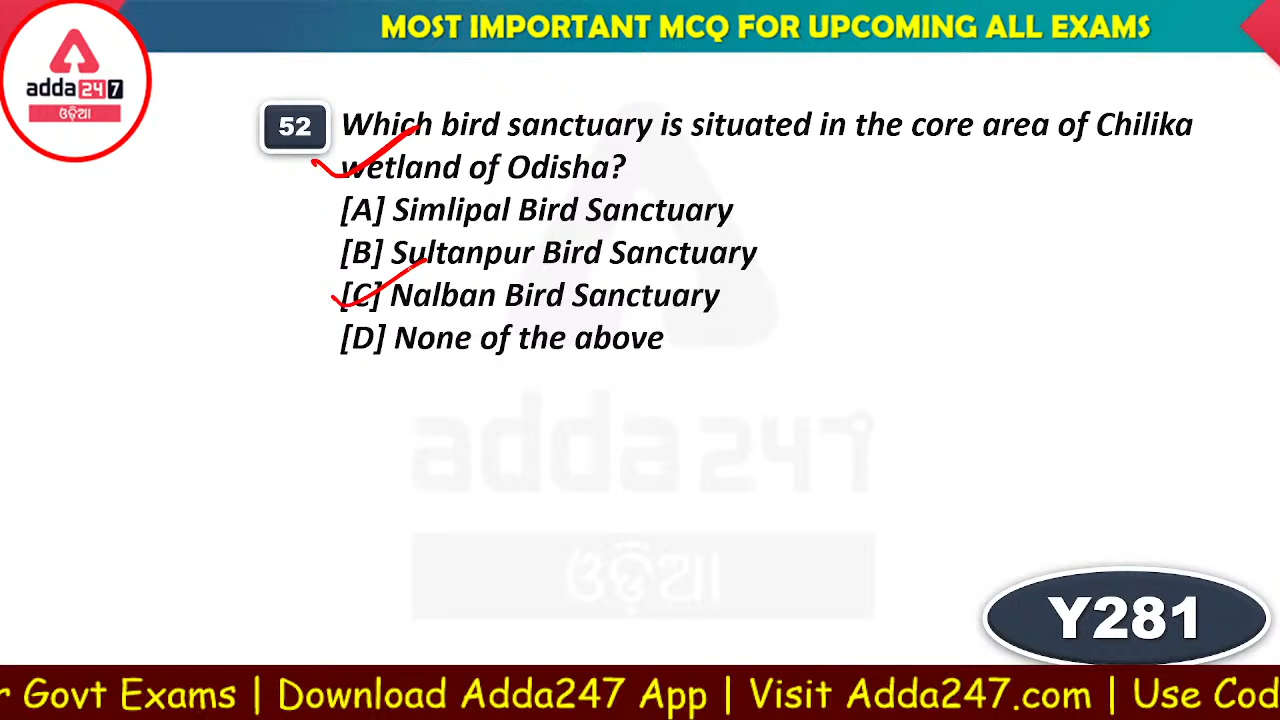 MOST IMPORTANT MCQ FOR UPCOMING ALL EXAMS
adda247
ଓଡ଼ିଆ
52 Which bird sanctuary is situated in the core area of Chilika
wetland of Odisha?
[A] Simlipal Bird Sanctuary
[B] Sultanpur Bird Sanctuary
[C] Nalban Bird Sanctuary
[D] None of the above
adda247
ଓଡ଼ିଆ
Y281
r Govt Exams | Download Adda247 App | Visit Adda247.com | Use Cod